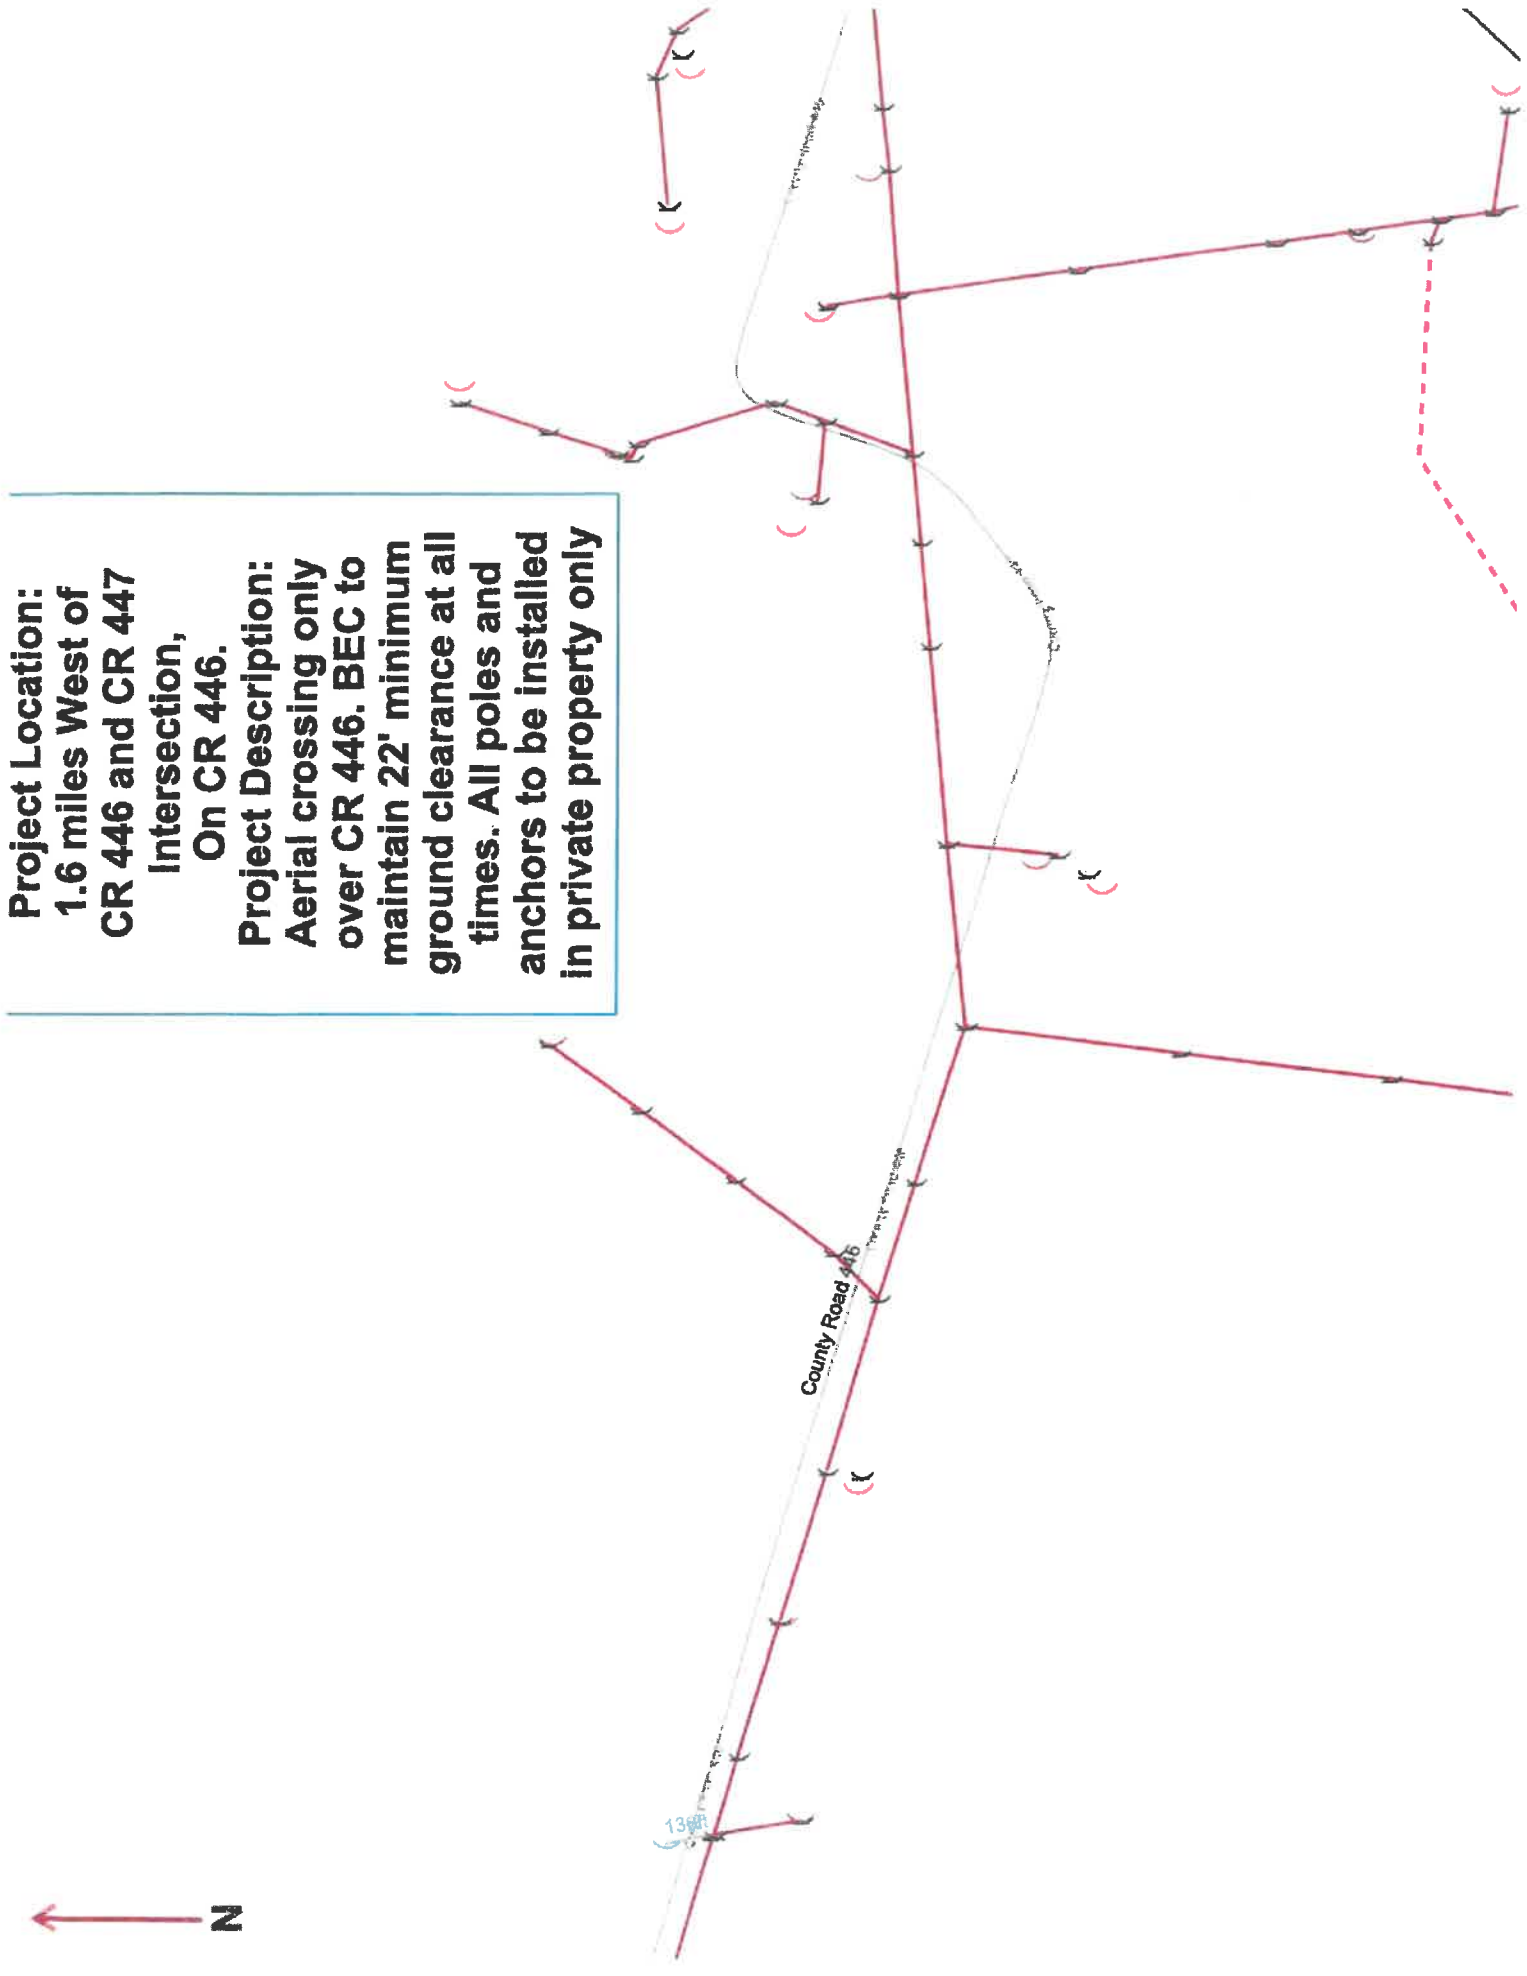 Project Location:
1.6 miles West of
CR 446 and CR 447
Intersection,
On CR 446.
Project Description:
Aerial crossing only
over CR 446. BEC to
maintain 22' minimum
ground clearance at all
times. All poles and
anchors to be installed
in private property only
County Road 446
N